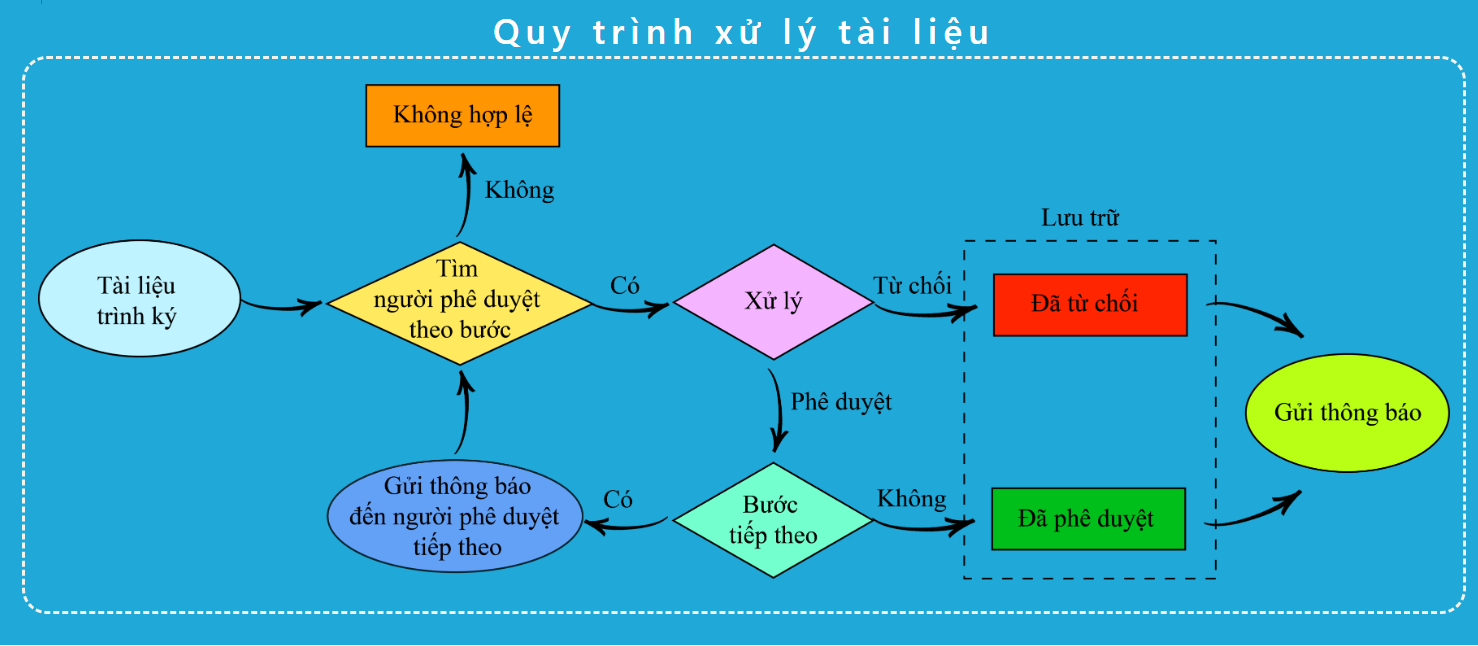 Quy trình xử lý tài liệu
Không hợp lệ
Không
Lưu trữ
Tài liệu
trình ký
Tìm
người phê duyệt
theo bước
Có
Xử lý
Từ chối
Đã từ chối
Phê duyệt
Gửi thông báo
Gửi thông báo
đến người phê duyệt
tiếp theo
Có
Bước
tiếp theo
Không
Đã phê duyệt